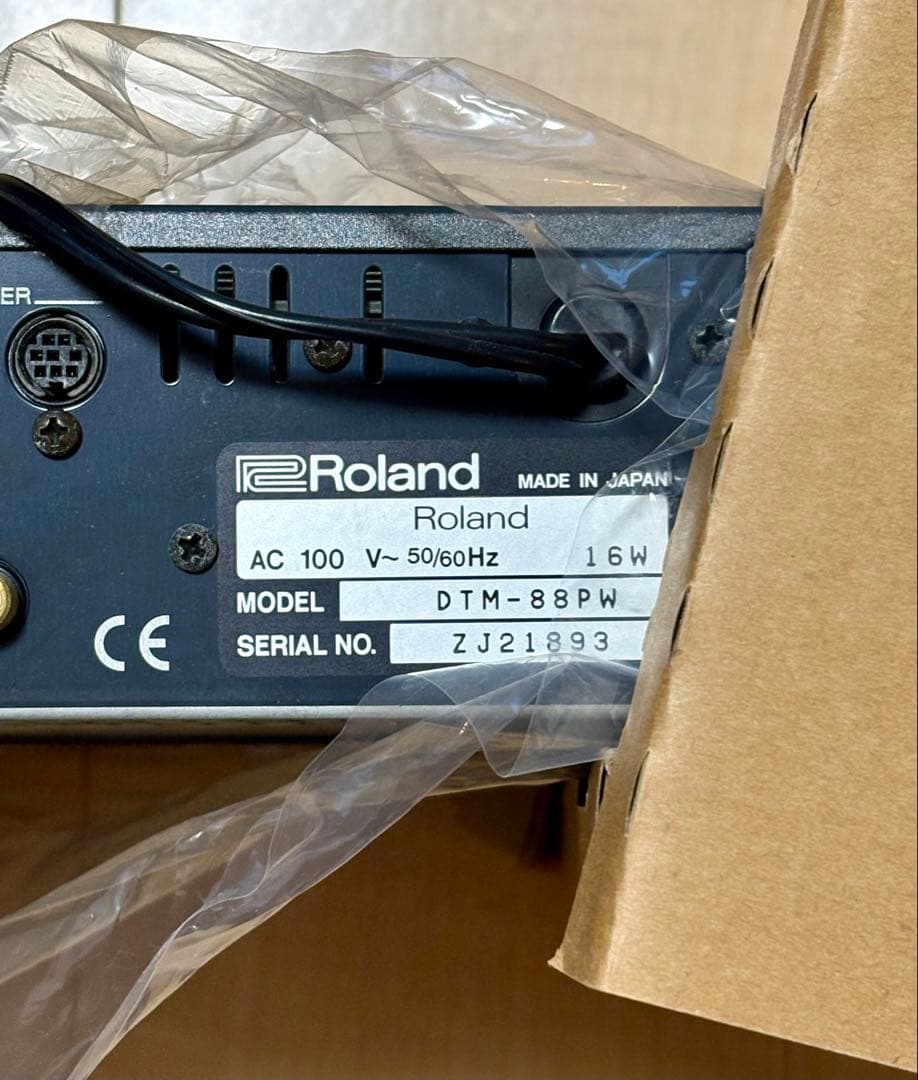 ER
Roland MADE IN JAPAN
Roland
AC 100 V~ 50/60Hz 16W
MODEL DTM-88PW
SERIAL NO. ZJ21893
CE